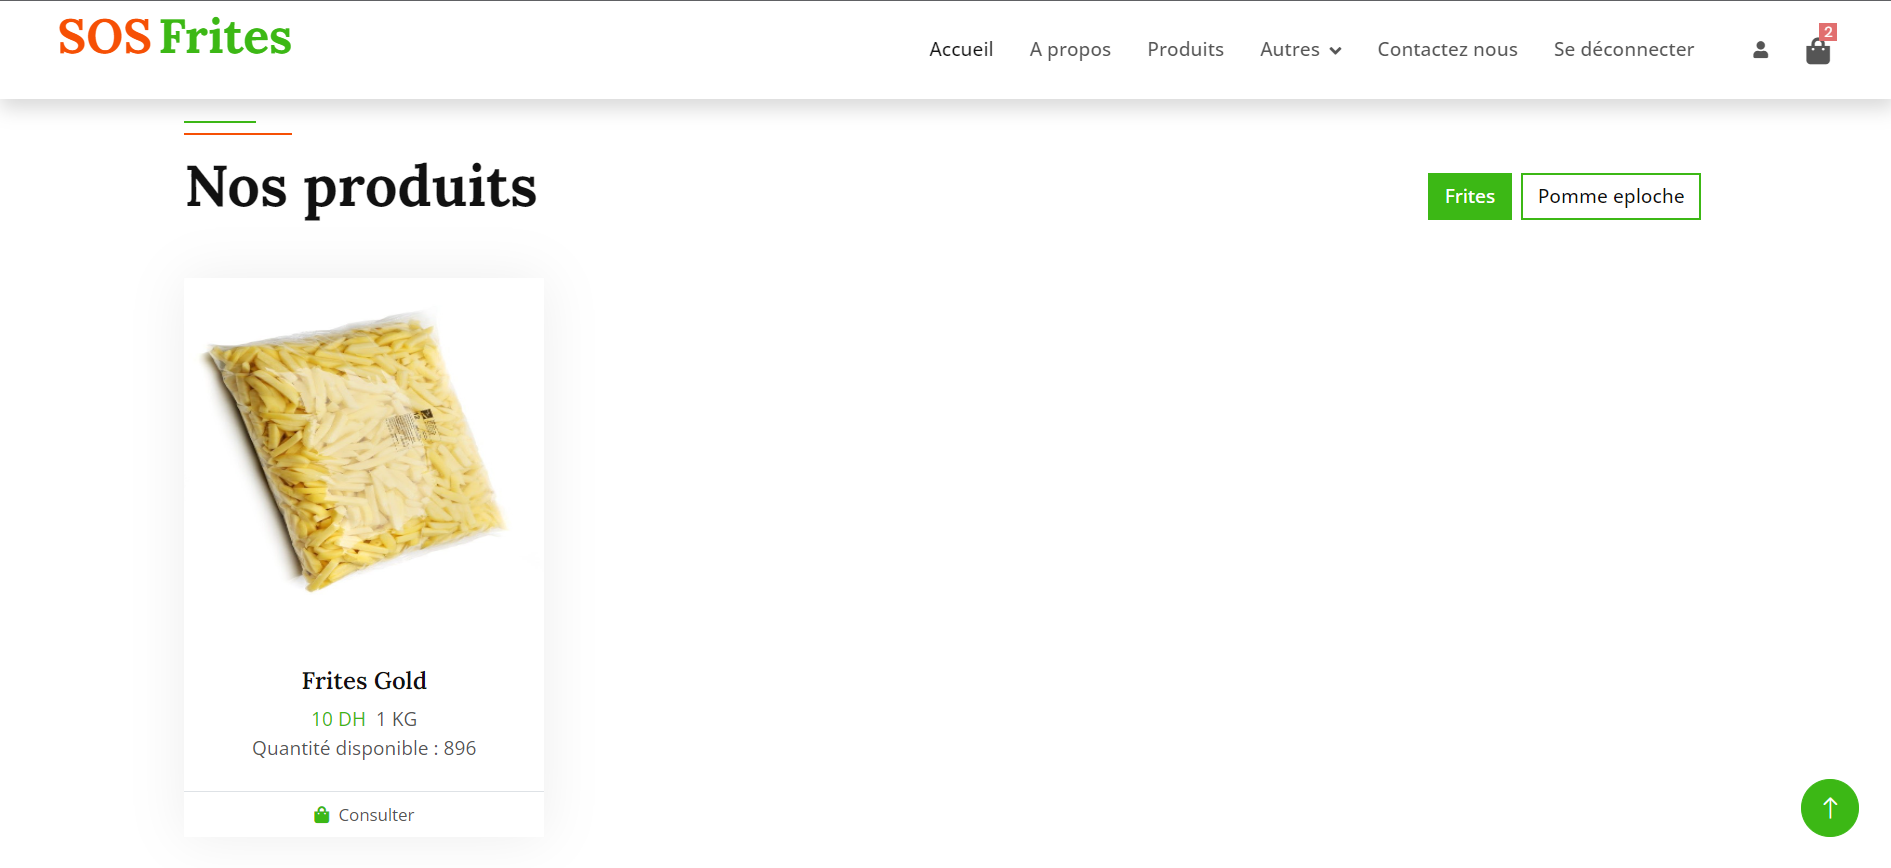 SOS Frites
Accueil A propos Produits Autres Contactez nous Se déconnecter 2
Nos produits
Frites Pomme eploche
Frites Gold
10 DH 1 KG
Quantité disponible : 896
Consulter